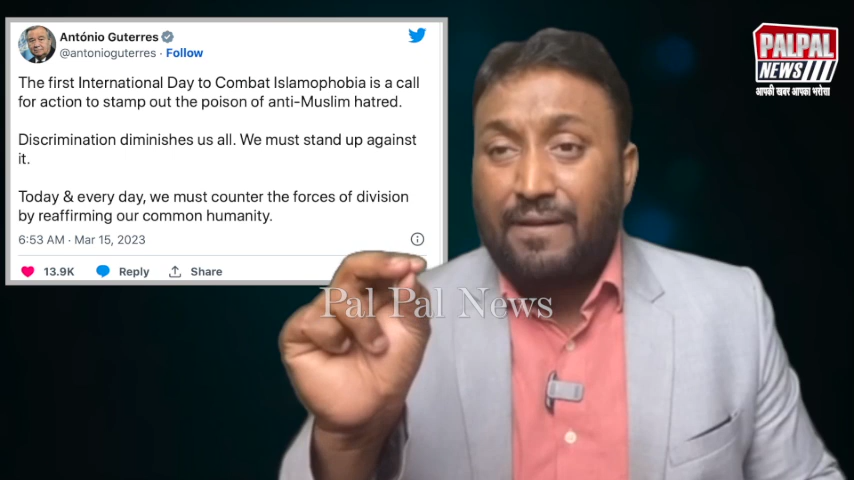 António Guterres
@antonioguterres · Follow
The first International Day to Combat Islamophobia is a call
for action to stamp out the poison of anti-Muslim hatred.
Discrimination diminishes us all. We must stand up against
it.
Today & every day, we must counter the forces of division
by reaffirming our common humanity.
6:53 AM · Mar 15, 2023
13.9K Reply Share
Pal Pal News
PALPAL
NEWS
आपकी खबर आपका भरोसा